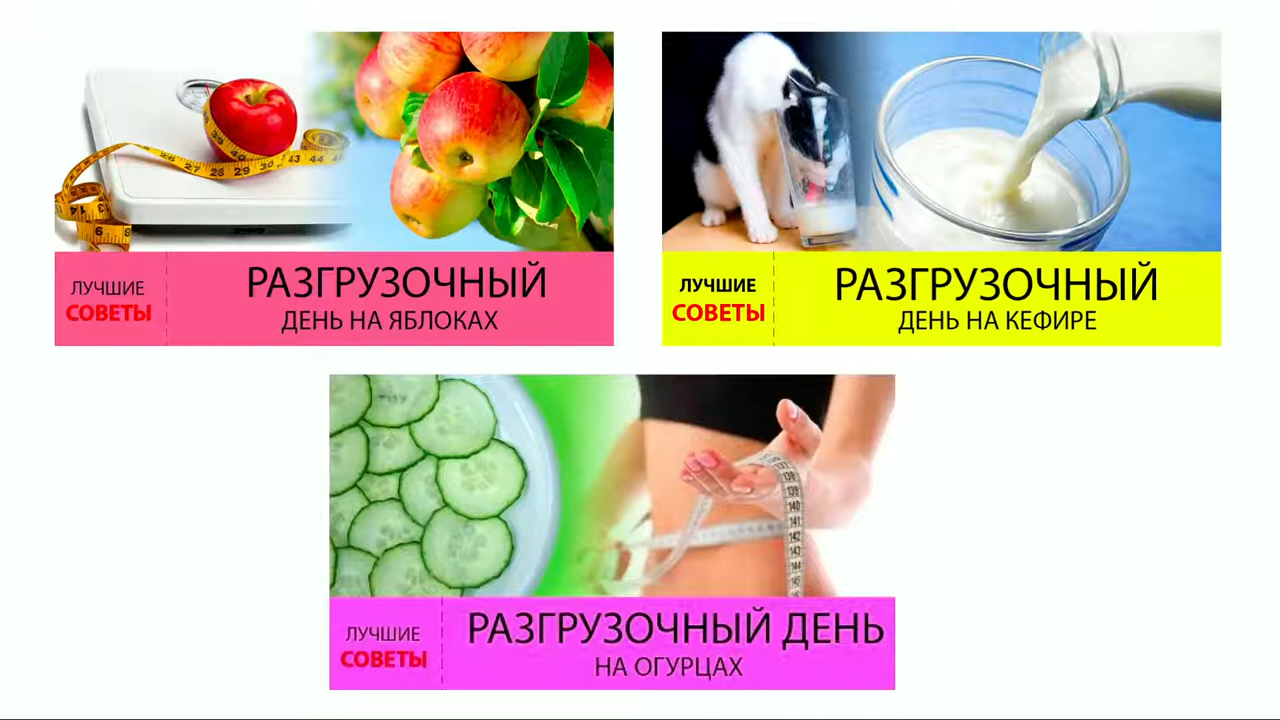 ЛУЧШИЕ
СОВЕТЫ
РАЗГРУЗОЧНЫЙ
ДЕНЬ НА ЯБЛОКАХ
ЛУЧШИЕ
СОВЕТЫ
РАЗГРУЗОЧНЫЙ
ДЕНЬ НА КЕФИРЕ
ЛУЧШИЕ
СОВЕТЫ
РАЗГРУЗОЧНЫЙ ДЕНЬ
НА ОГУРЦАХ